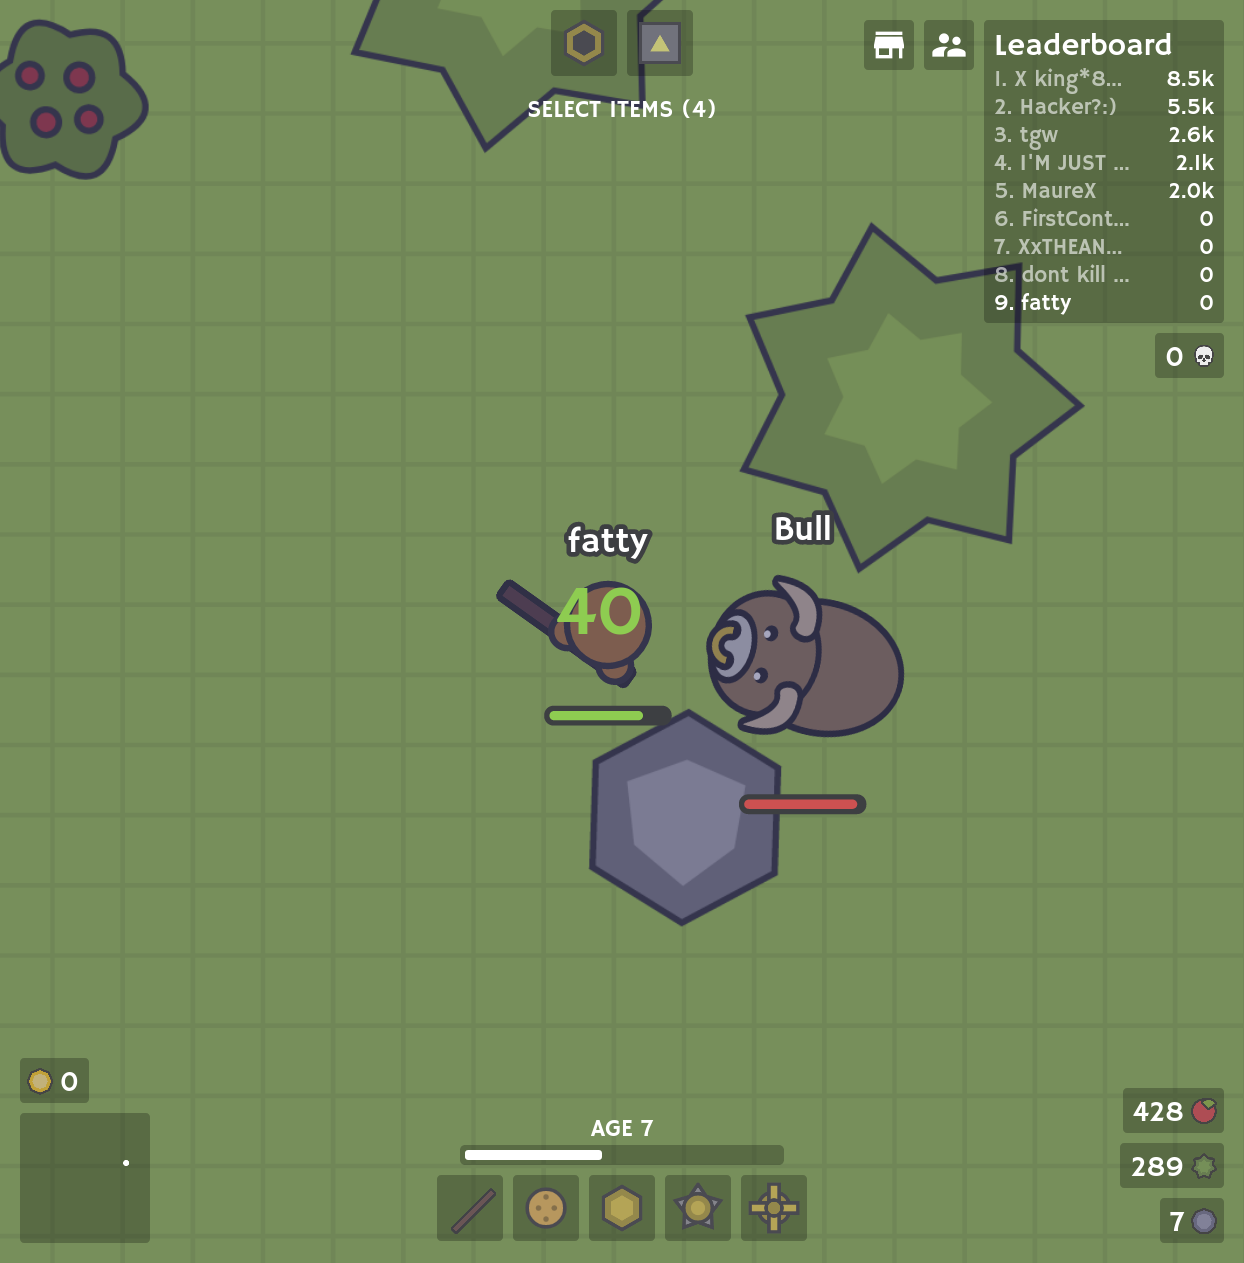 SELECT ITEMS (4)
Leaderboard
1. X king*8... 8.5k
2. Hacker?:) 5.5k
3. tgw 2.6k
4. I'M JUST ... 2.1k
5. MaureX 2.0k
6. FirstCont... 0
7. XxTHEAN... 0
8. dont kill ... 0
9. fatty 0
0
fatty
Bull
40
0
428
289
7
AGE 7